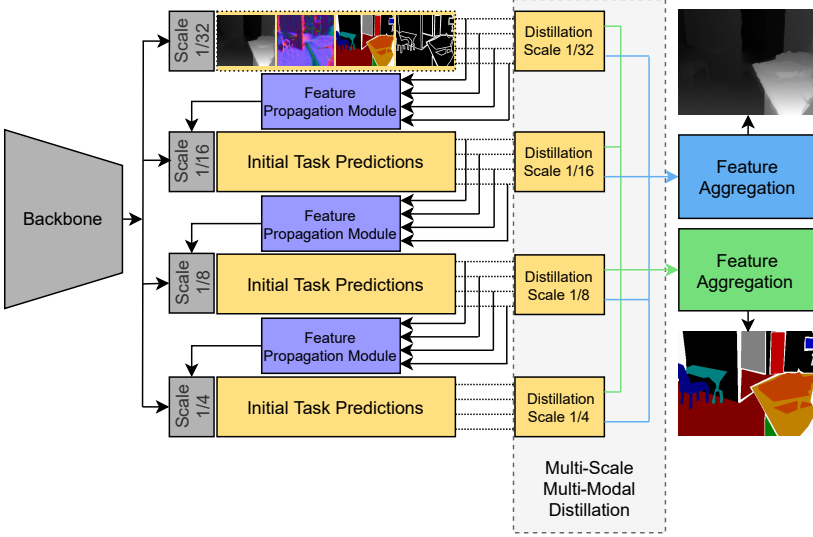 Scale
1/32
Distillation
Scale 1/32
Feature
Propagation Module
Scale
1/16
Initial Task Predictions
Distillation
Scale 1/16
Feature
Aggregation
Backbone
Feature
Propagation Module
Scale
1/8
Initial Task Predictions
Distillation
Scale 1/8
Feature
Aggregation
Feature
Propagation Module
Scale
1/4
Initial Task Predictions
Distillation
Scale 1/4
Multi-Scale
Multi-Modal
Distillation